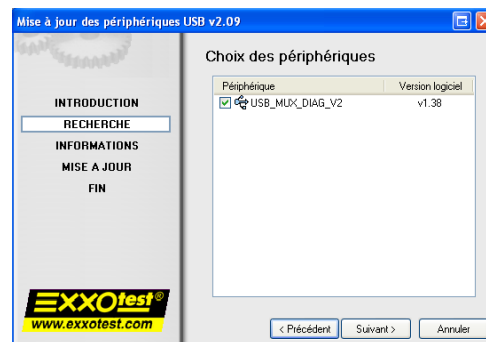 Mise à jour des périphériques USB v2.09
Choix des périphériques
Périphérique Version logiciel
USB_MUX_DIAG_V2 v1.38
INTRODUCTION
RECHERCHE
INFORMATIONS
MISE A JOUR
FIN
EXXOtest®
www.exxotest.com
< Précédent Suivant > Annuler